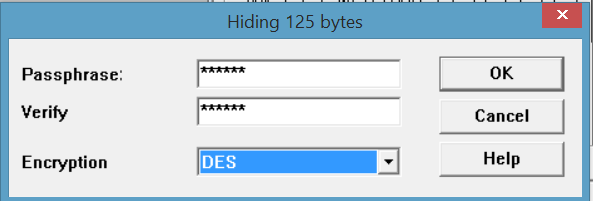 Hiding 125 bytes
Passphrase: ****** OK
Verify ****** Cancel
Encryption DES Help